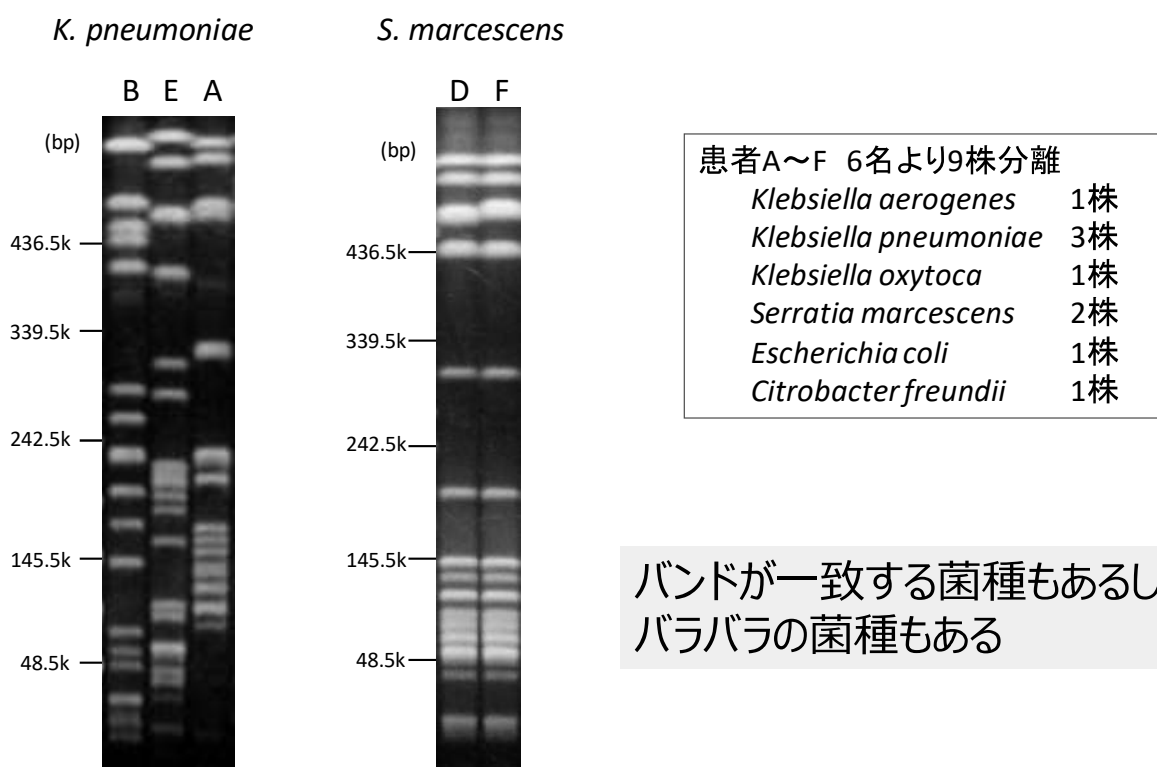 K. pneumoniae
B E A
(bp)
436.5k
339.5k
242.5k
145.5k
48.5k
S. marcescens
D F
(bp)
436.5k
339.5k
242.5k
145.5k
48.5k
患者A～F 6名より9株分離
Klebsiella aerogenes 1株
Klebsiella pneumoniae 3株
Klebsiella oxytoca 1株
Serratia marcescens 2株
Escherichia coli 1株
Citrobacter freundii 1株
バンドが一致する菌種もあるし
バラバラの菌種もある